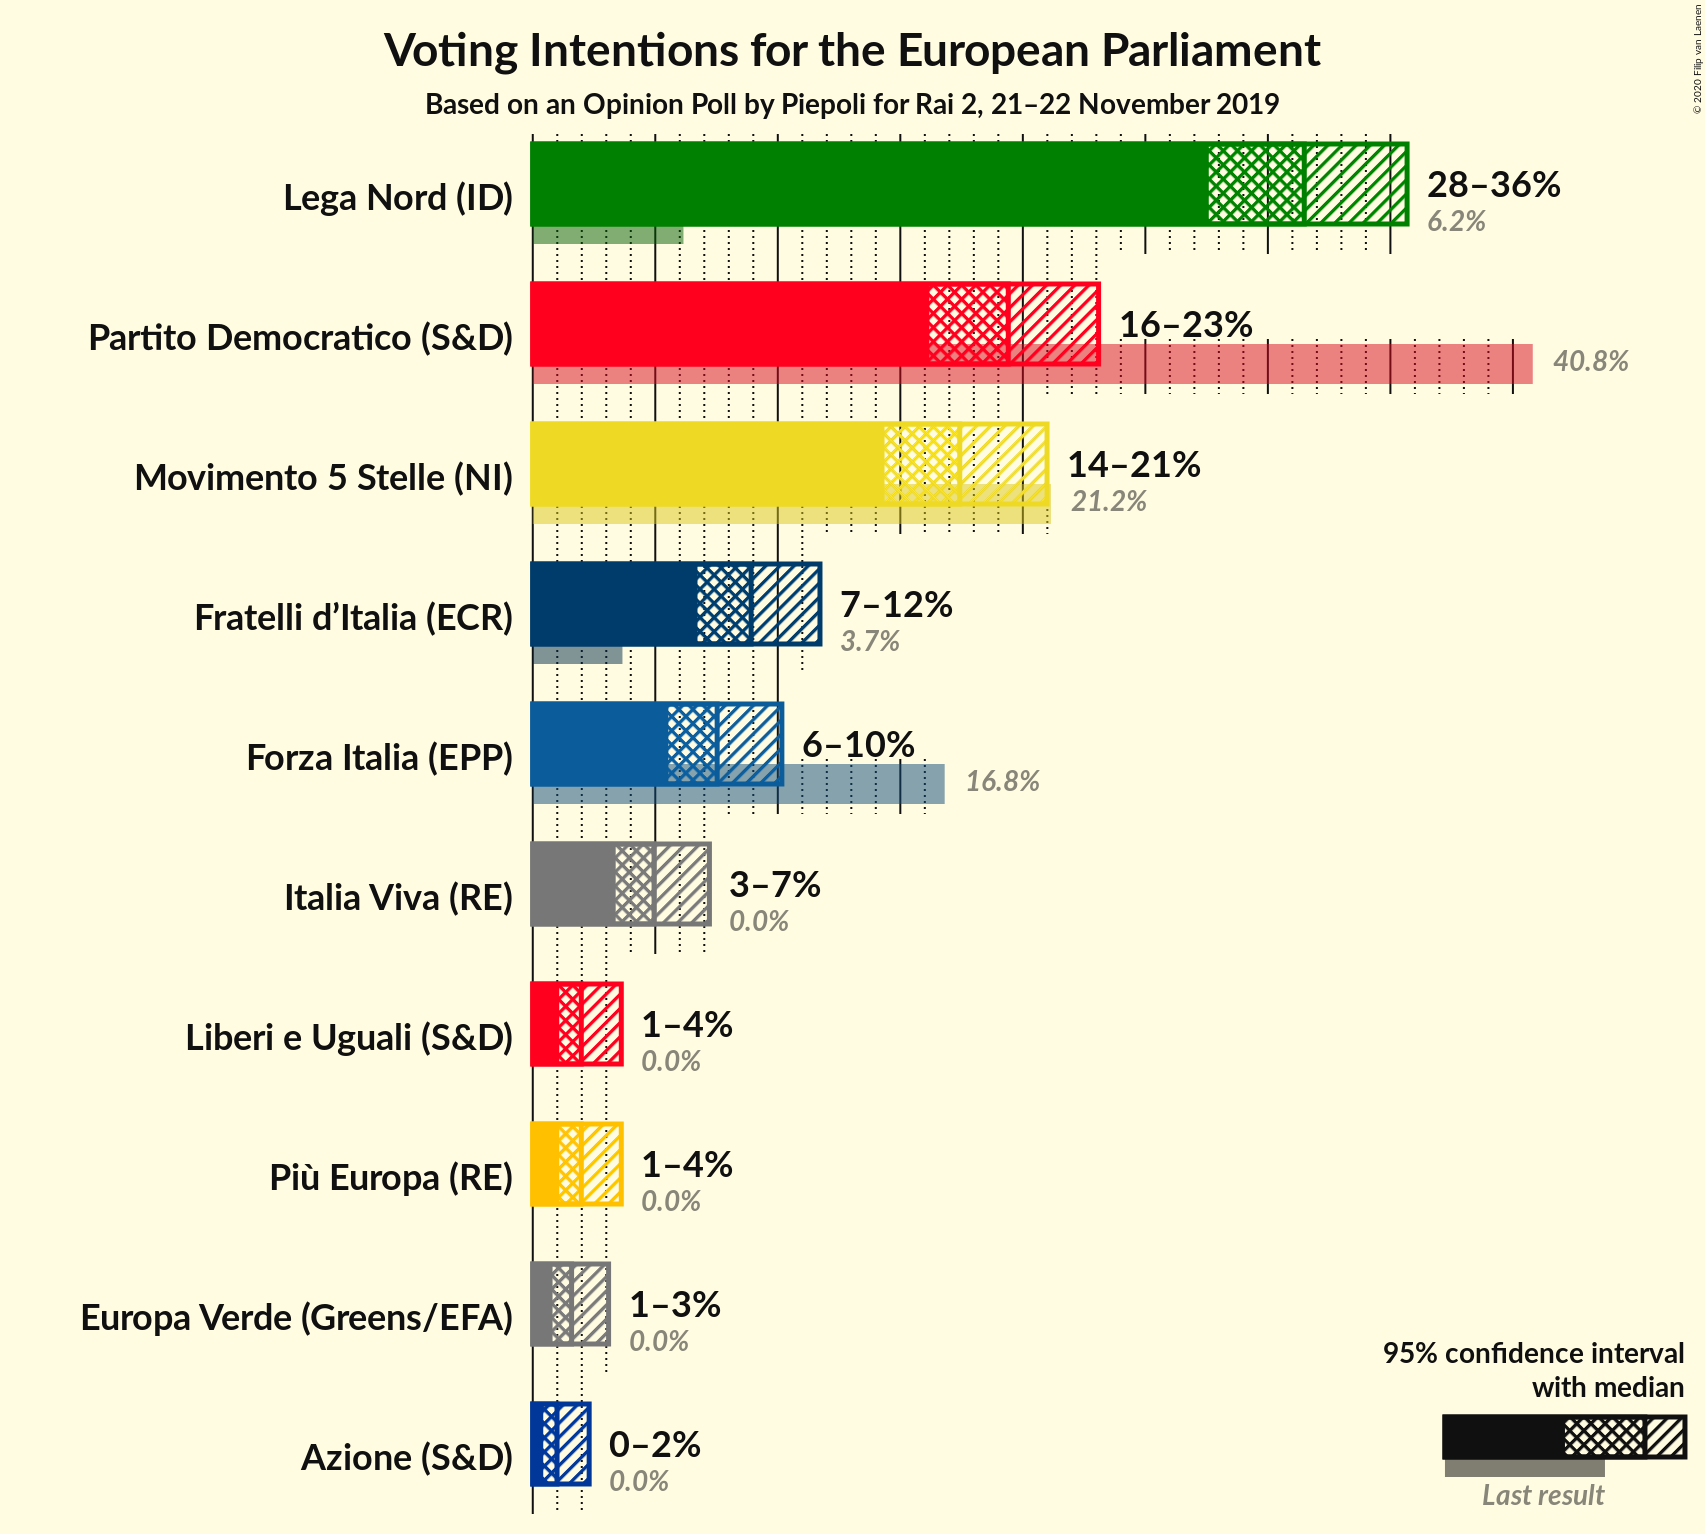 Voting Intentions for the European Parliament
Based on an Opinion Poll by Piepoli for Rai 2, 21–22 November 2019
© 2020 Filip van Laenen
Lega Nord (ID)
28–36%
6.2%
Partito Democratico (S&D)
16–23%
40.8%
Movimento 5 Stelle (NI)
14–21%
21.2%
Fratelli d’Italia (ECR)
7–12%
3.7%
Forza Italia (EPP)
6–10%
16.8%
Italia Viva (RE)
3–7%
0.0%
Liberi e Uguali (S&D)
1–4%
0.0%
Più Europa (RE)
1–4%
0.0%
Europa Verde (Greens/EFA)
1–3%
0.0%
Azione (S&D)
0–2%
0.0%
95% confidence interval
with median
Last result